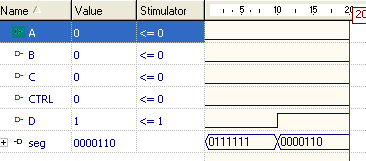 Name Value Stimulator 5 10 15 20
20
A 0 <= 0
B 0 <= 0
C 0 <= 0
CTRL 0 <= 0
D 1 <= 1
seg 0000110 0111111 0000110